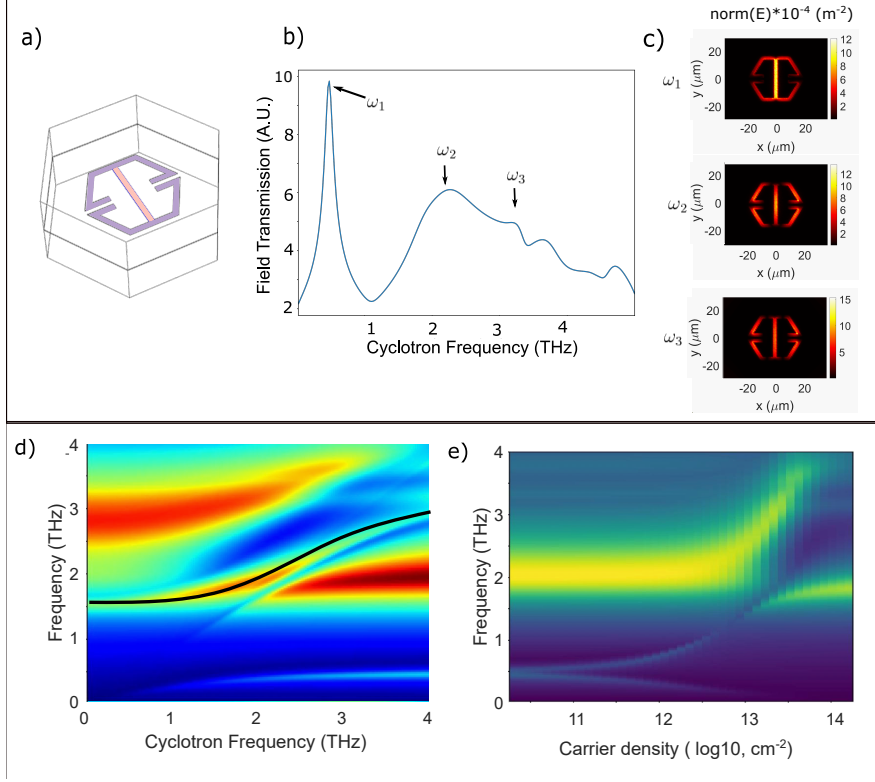 a)
b)
Field Transmission (A.U.)
10
8
6
4
2
1
2
3
4
Cyclotron Frequency (THz)
ω1
ω2
ω3
norm(E)*10-4 (m-2)
c)
ω1
y (μm)
20
0
-20
-20
0
20
x (μm)
12
10
8
6
4
2
ω2
y (μm)
20
0
-20
-20
0
20
x (μm)
12
10
8
6
4
2
ω3
y (μm)
20
0
-20
-20
0
20
x (μm)
15
10
5
d)
Frequency (THz)
4
3
2
1
0
0
1
2
3
4
Cyclotron Frequency (THz)
e)
Frequency (THz)
4
3
2
1
0
11
12
13
14
Carrier density ( log10, cm-2)